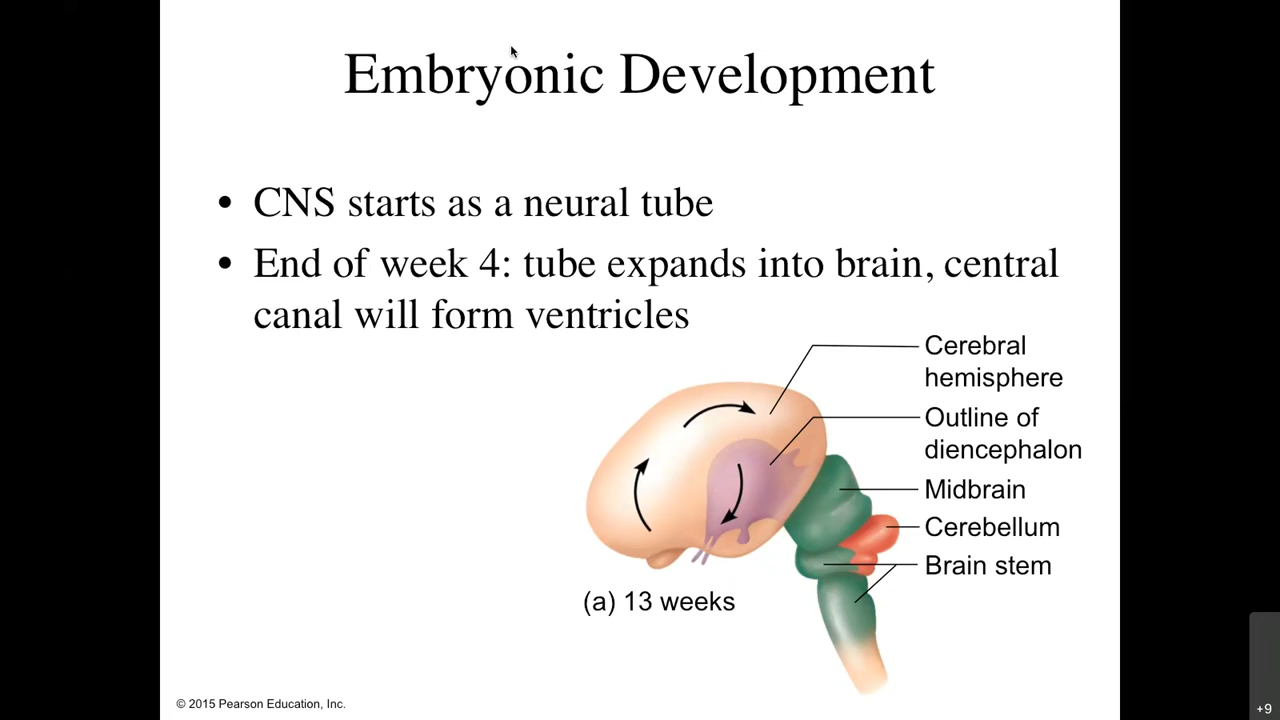 Embryonic Development
• CNS starts as a neural tube
• End of week 4: tube expands into brain, central
canal will form ventricles
Cerebral
hemisphere
Outline of
diencephalon
Midbrain
Cerebellum
Brain stem
(a) 13 weeks
© 2015 Pearson Education, Inc.
+9